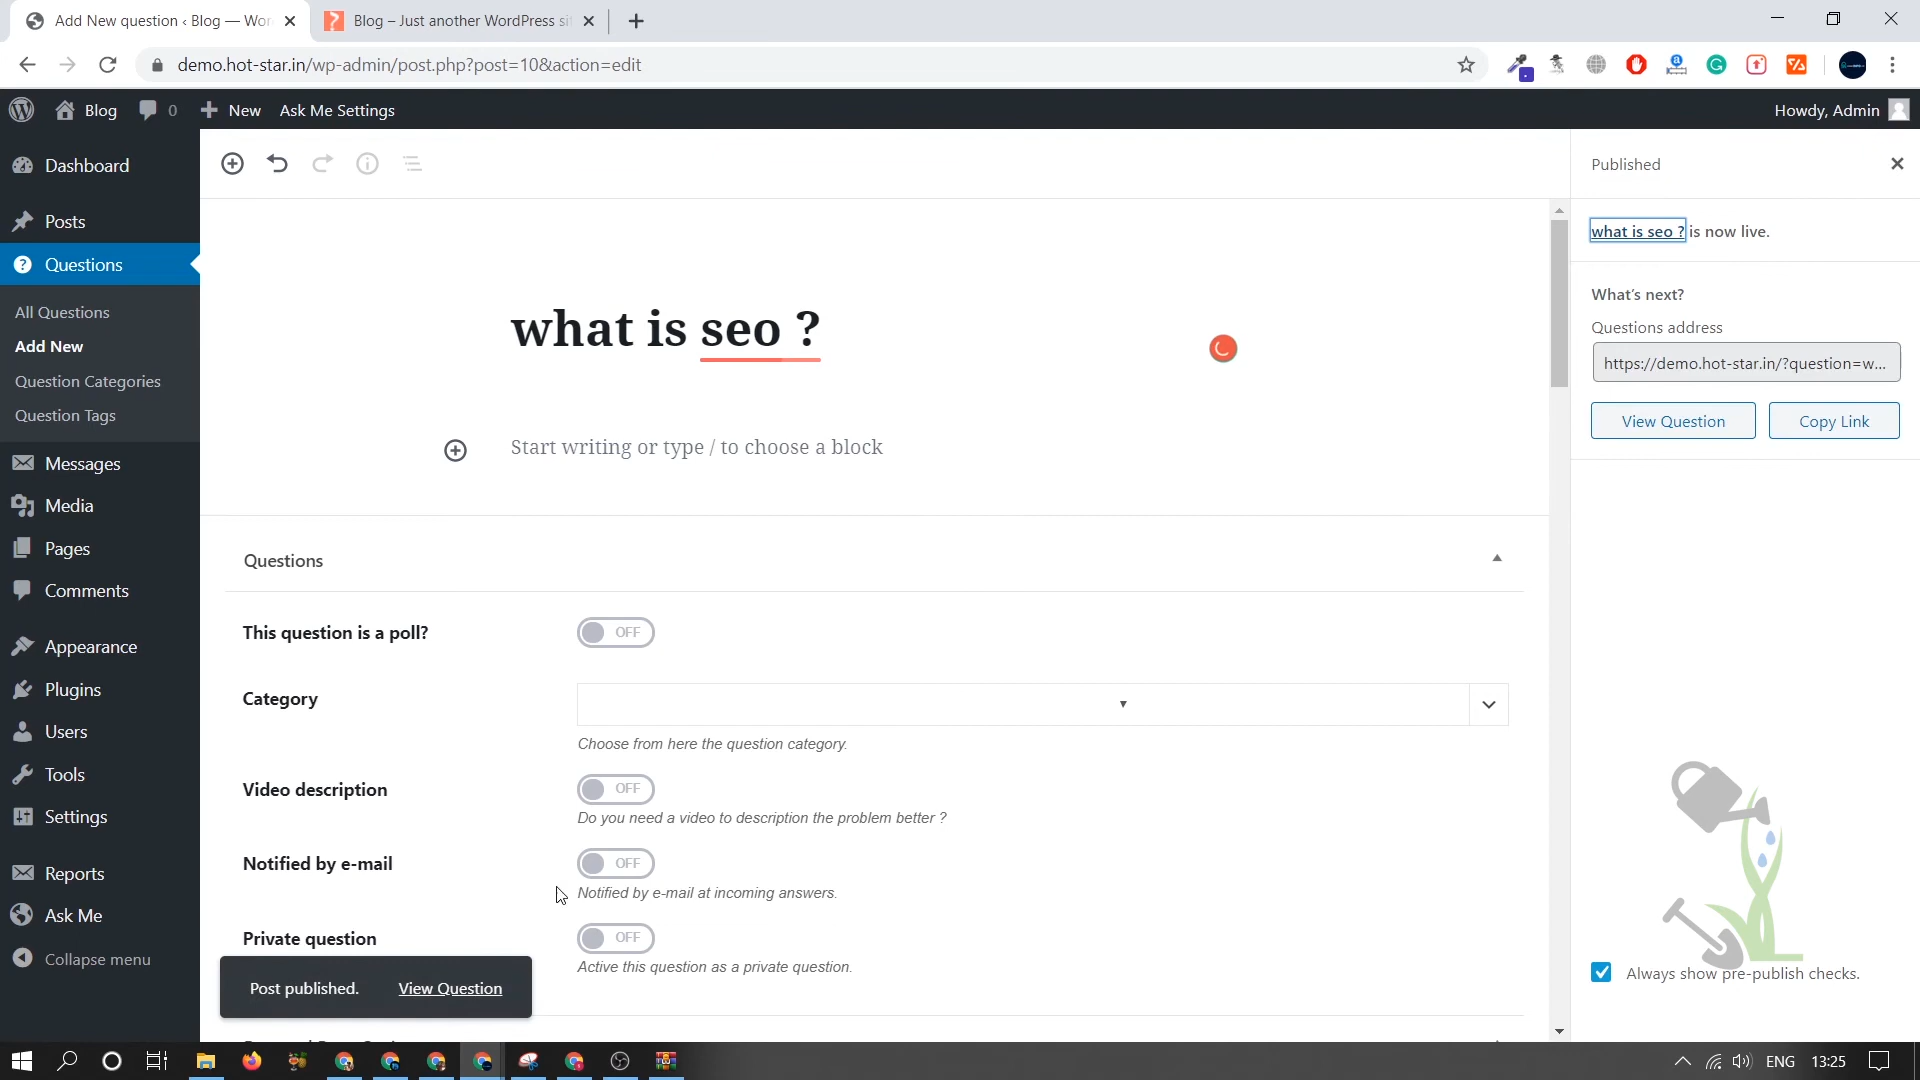 Add New question ‹ Blog — Wor
Blog – Just another WordPress sit
demo.hot-star.in/wp-admin/post.php?post=10&action=edit
Blog
0
New
Ask Me Settings
Howdy, Admin
Dashboard
Posts
Questions
All Questions
Add New
Question Categories
Question Tags
Messages
Media
Pages
Comments
Appearance
Plugins
Users
Tools
Settings
Reports
Ask Me
Collapse menu
what is seo ?
Start writing or type / to choose a block
Questions
This question is a poll?
OFF
Category
Choose from here the question category.
Video description
OFF
Do you need a video to description the problem better ?
Notified by e-mail
OFF
Notified by e-mail at incoming answers.
Private question
OFF
Active this question as a private question.
Post published.
View Question
Published
what is seo ? is now live.
What's next?
Questions address
https://demo.hot-star.in/?question=w...
View Question
Copy Link
Always show pre-publish checks.
ENG
13:25